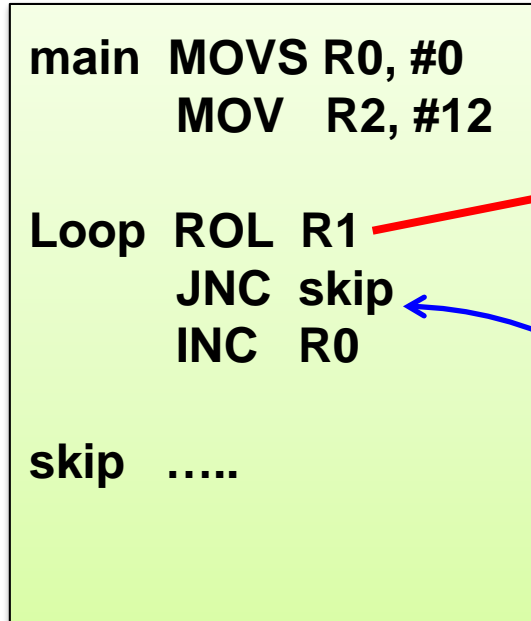 main MOVS R0, #0
MOV R2, #12
Loop ROL R1
JNC skip
INC R0
skip …..